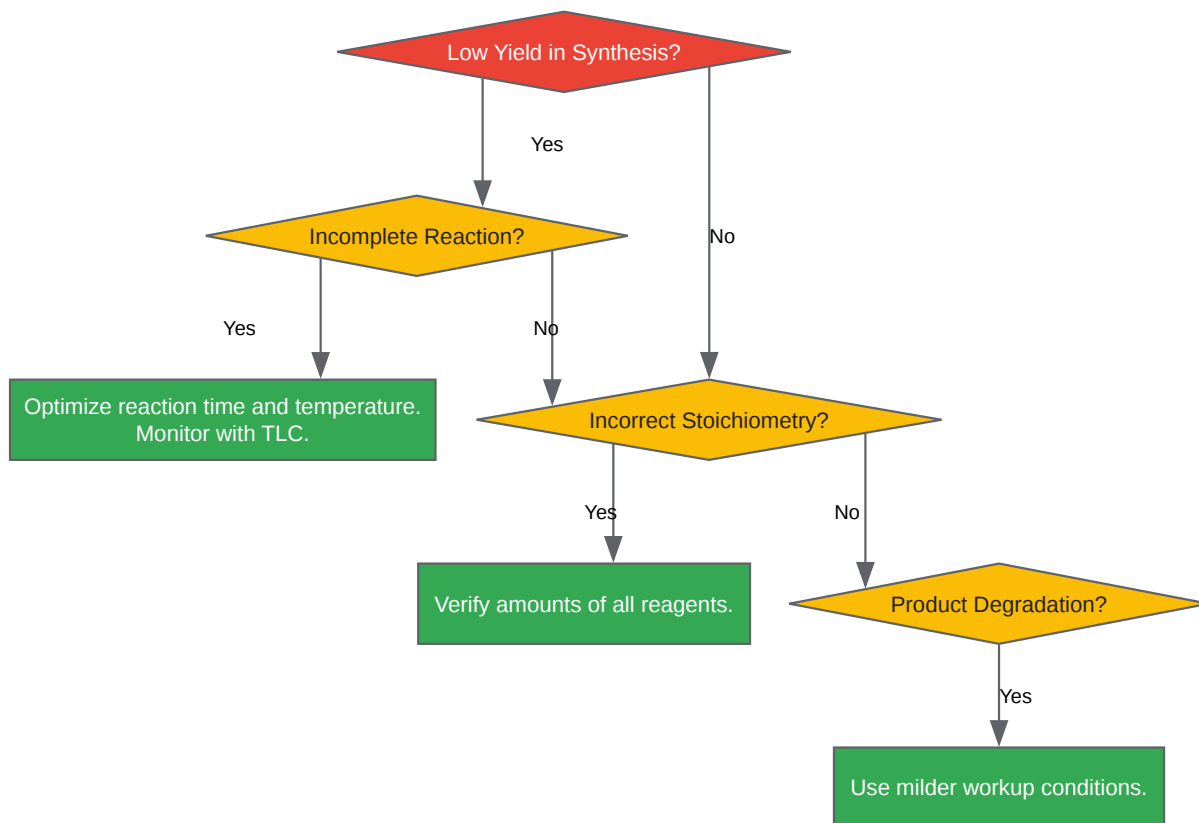 Low Yield in Synthesis?
Yes
Incomplete Reaction?
No
Yes
No
Optimize reaction time and temperature.
Monitor with TLC.
Incorrect Stoichiometry?
Yes
No
Verify amounts of all reagents.
Product Degradation?
Yes
Use milder workup conditions.